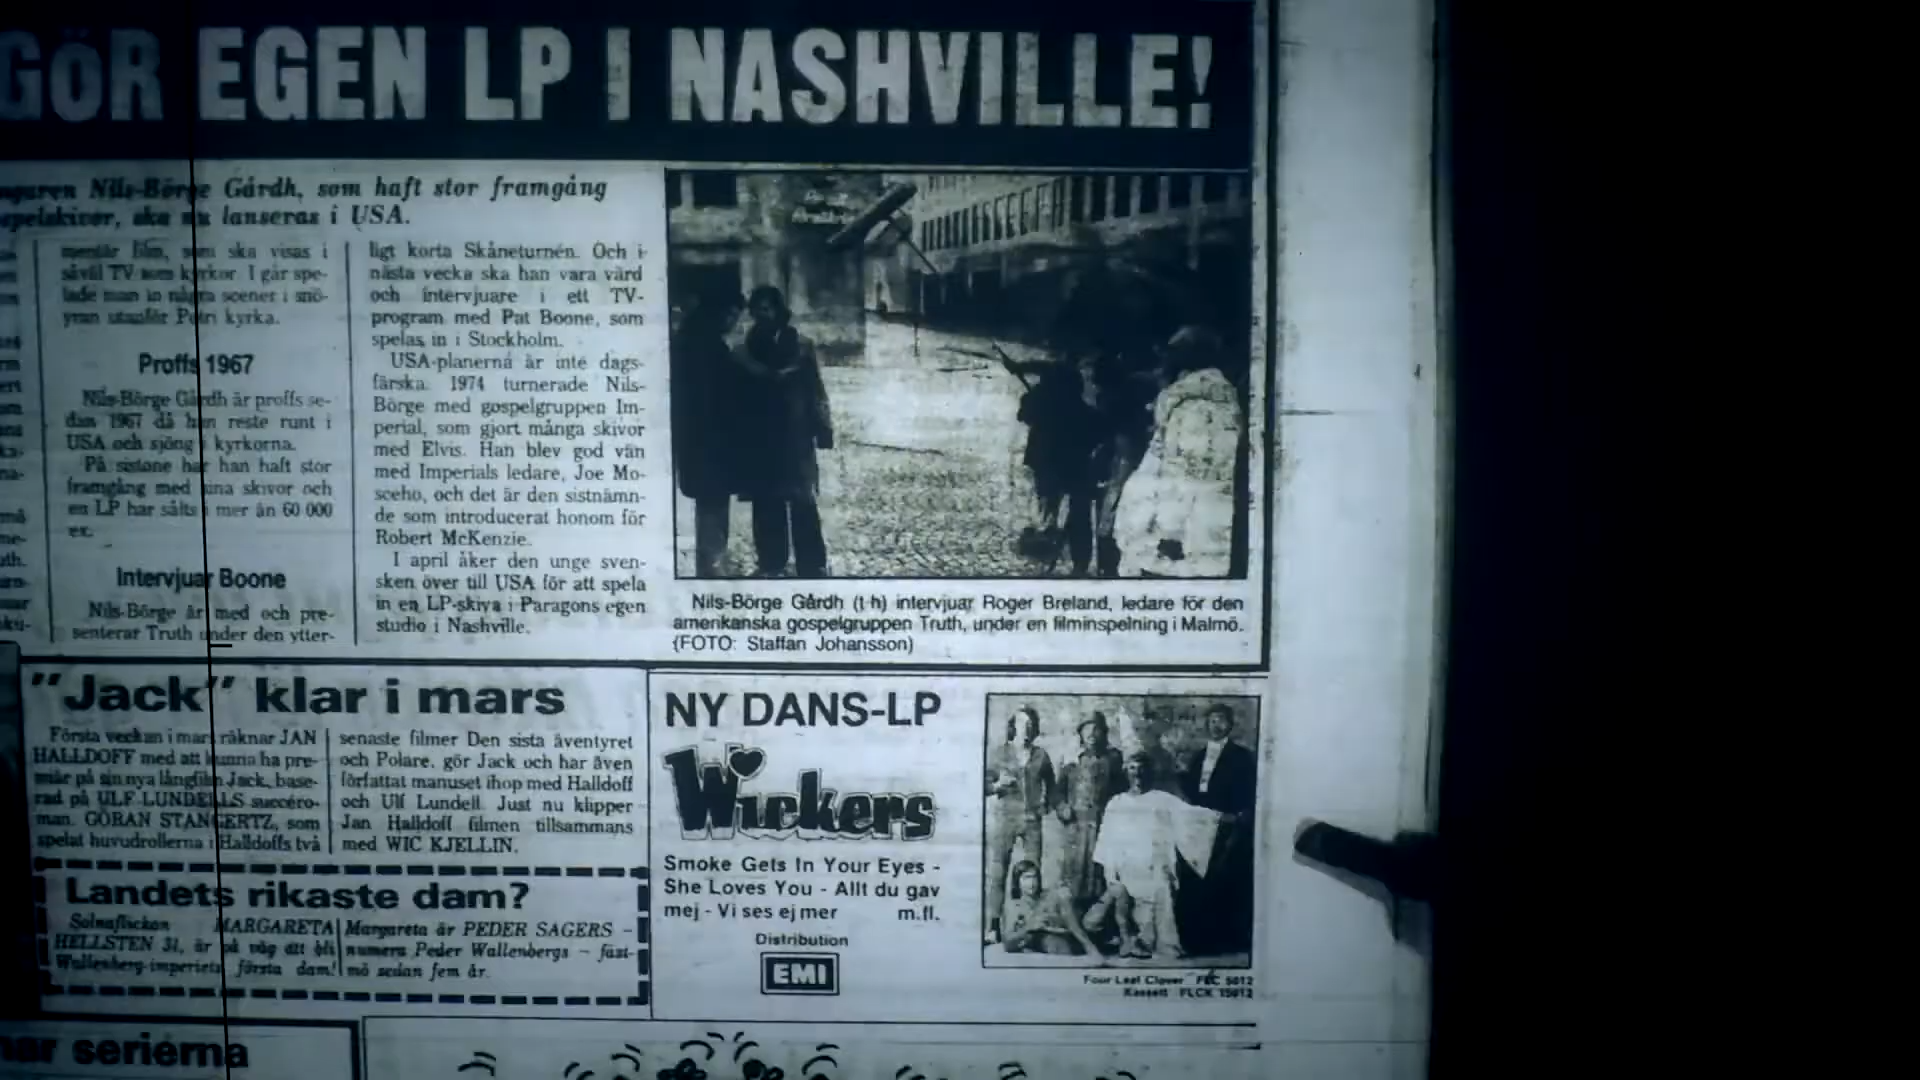 GÖR EGEN LP I NASHVILLE!
Nils-Börge Gårdh, som haft stor framgång
ska nu lanseras i USA.
mentär film, som ska visas i
såväl TV som kyrkor. I går spe-
lade man in några scener i snö-
yran utanför Petri kyrka.
Proffs 1967
Nils-Börge Gårdh är proffs se-
dan 1967 då han reste runt i
USA och sjöng i kyrkorna.
På sistone har han haft stor
framgång med sina skivor och
en LP har sålts i mer än 60 000
ex.
Intervjuar Boone
Nils-Börge är med och pre-
senterar Truth under den ytter-
ligt korta Skåneturnén. Och i
nästa vecka ska han vara värd
och intervjuare i ett TV-
program med Pat Boone, som
spelas in i Stockholm.
USA-planerna är inte dags-
färska. 1974 turnerade Nils-
Börge med gospelgruppen Im-
perial, som gjort många skivor
med Elvis. Han blev god vän
med Imperials ledare, Joe Mo-
sceho, och det är den sistnämn-
de som introducerat honom för
Robert McKenzie.
I april åker den unge sven-
sken över till USA för att spela
in en LP-skiva i Paragons egen
studio i Nashville.
Nils-Börge Gårdh (t h) intervjuar Roger Breland, ledare för den
amerikanska gospelgruppen Truth, under en filminspelning i Malmö.
(FOTO: Staffan Johansson)
"Jack" klar i mars
Första veckan i mars räknar JAN
HALLDOFF med att kunna ha pre-
miär på sin nya långfilm Jack, base-
rad på ULF LUNDELLS succéro-
man. GÖRAN STANGERTZ, som
spelat huvudrollerna i Halldoffs två
senaste filmer Den sista äventyret
och Polare, gör Jack och har även
författat manuset ihop med Halldoff
och Ulf Lundell. Just nu klipper
Jan Halldoff filmen tillsammans
med WIC KJELLIN.
Landets rikaste dam?
Solnaflickan MARGARETA
HELLSTEN 31, är på väg att bli
Wallenberg-imperiets första dam!
Margareta är PEDER SAGERS –
numera Peder Wallenbergs – fäst-
mö sedan fem år.
NY DANS-LP
Wickers
Smoke Gets In Your Eyes -
She Loves You - Allt du gav
mej - Vi ses ej mer m.fl.
Distribution
EMI
Four Leaf Clover FLC 5012
Kassett FLCK 15012
serierna